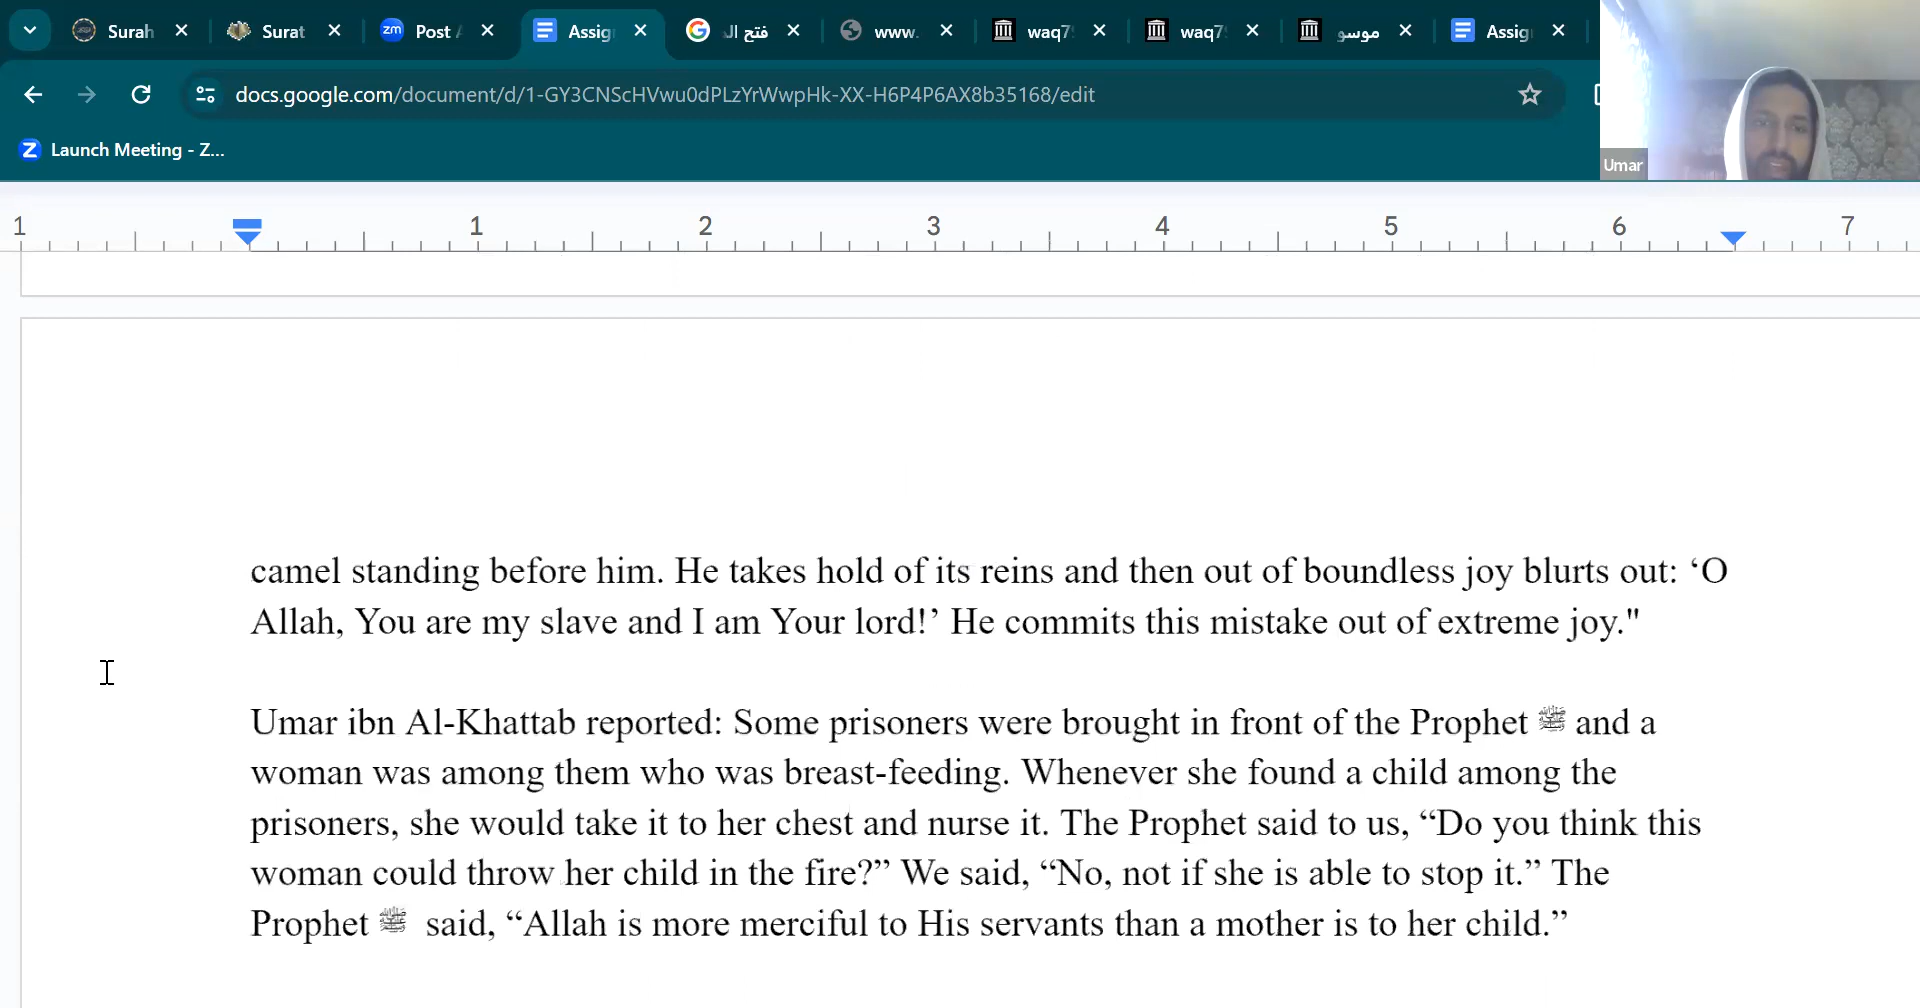 Surah
Surat
Post A
Assig
فتح ال
www.
waq7
waq7
موسو
Assig
docs.google.com/document/d/1-GY3CNScHVwu0dPLzYrWwpHk-XX-H6P4P6AX8b35168/edit
Launch Meeting - Z...
Umar
1 1 2 3 4 5 6 7
camel standing before him. He takes hold of its reins and then out of boundless joy blurts out: ‘O
Allah, You are my slave and I am Your lord!’ He commits this mistake out of extreme joy."
Umar ibn Al-Khattab reported: Some prisoners were brought in front of the Prophet ﷺ and a
woman was among them who was breast-feeding. Whenever she found a child among the
prisoners, she would take it to her chest and nurse it. The Prophet said to us, “Do you think this
woman could throw her child in the fire?” We said, “No, not if she is able to stop it.” The
Prophet ﷺ said, “Allah is more merciful to His servants than a mother is to her child.”